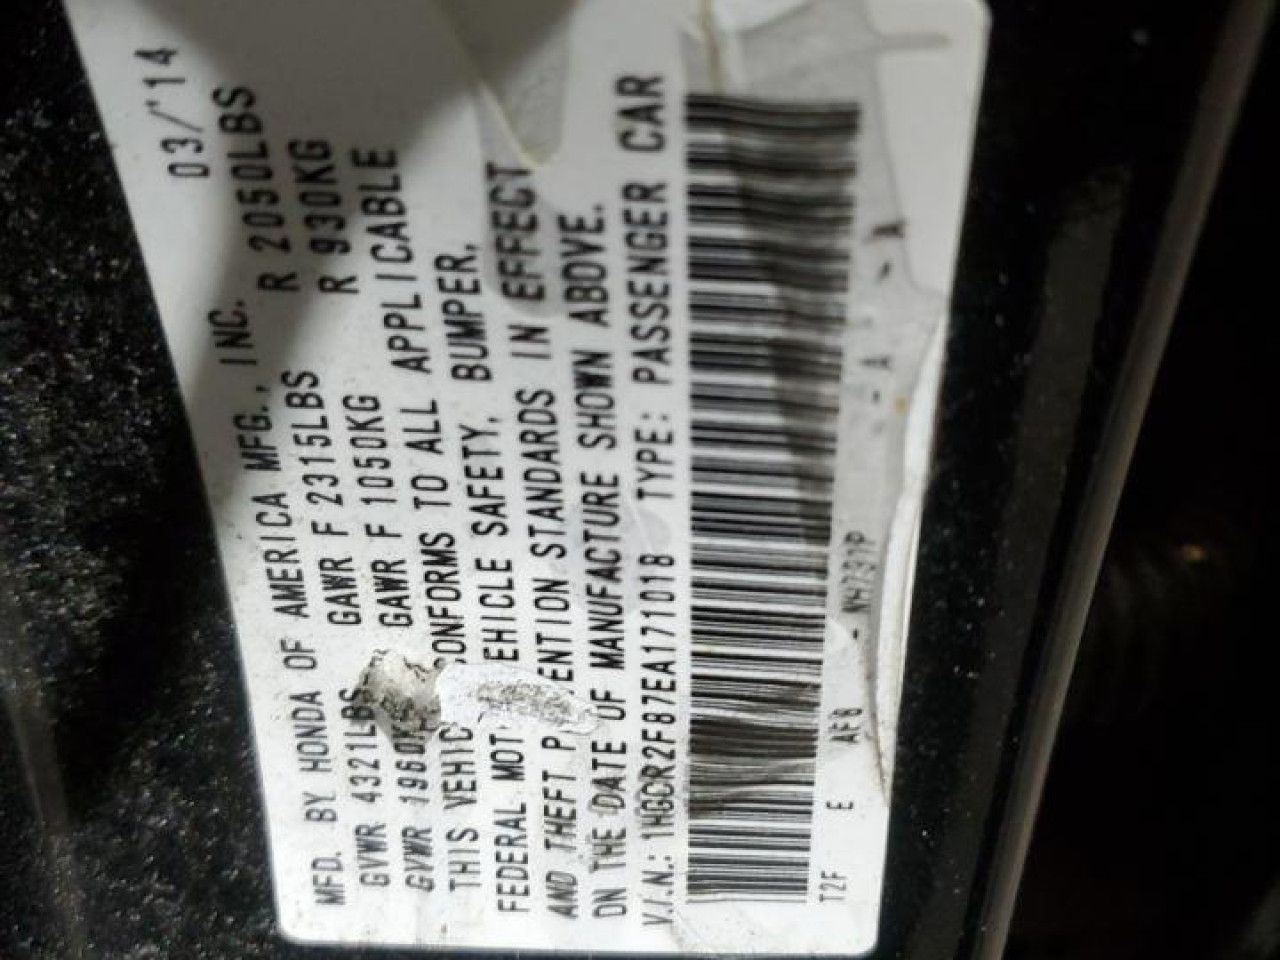 MFD. BY HONDA OF AMERICA MFG., INC. 03/'14
GVWR 4321LBS GAWR F 2315LBS R 2050LBS
GVWR 1960K GAWR F 1050KG R 930KG
THIS VEHIC CONFORMS TO ALL APPLICABLE
FEDERAL MOT EHICLE SAFETY, BUMPER,
AND THEFT P ENTION STANDARDS IN EFFECT
ON THE DATE OF MANUFACTURE SHOWN ABOVE.
V.I.N.: 1HGCR2F87EA171018 TYPE: PASSENGER CAR
T2F E AF8 - NH731P - A - A